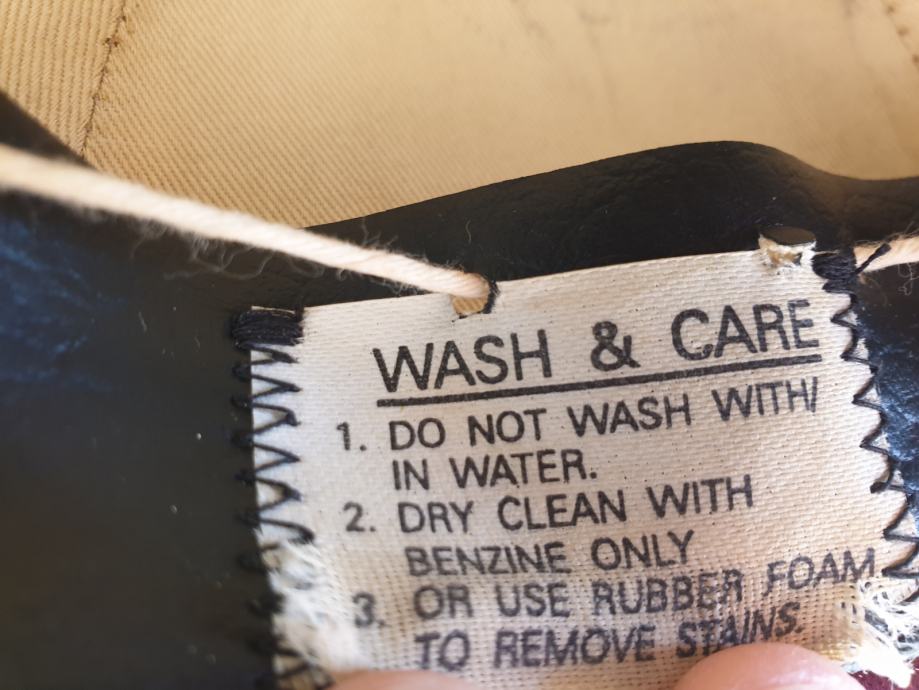 WASH & CARE
1. DO NOT WASH WITH/
IN WATER.
2. DRY CLEAN WITH
BENZINE ONLY
3. OR USE RUBBER FOAM
TO REMOVE STAINS.